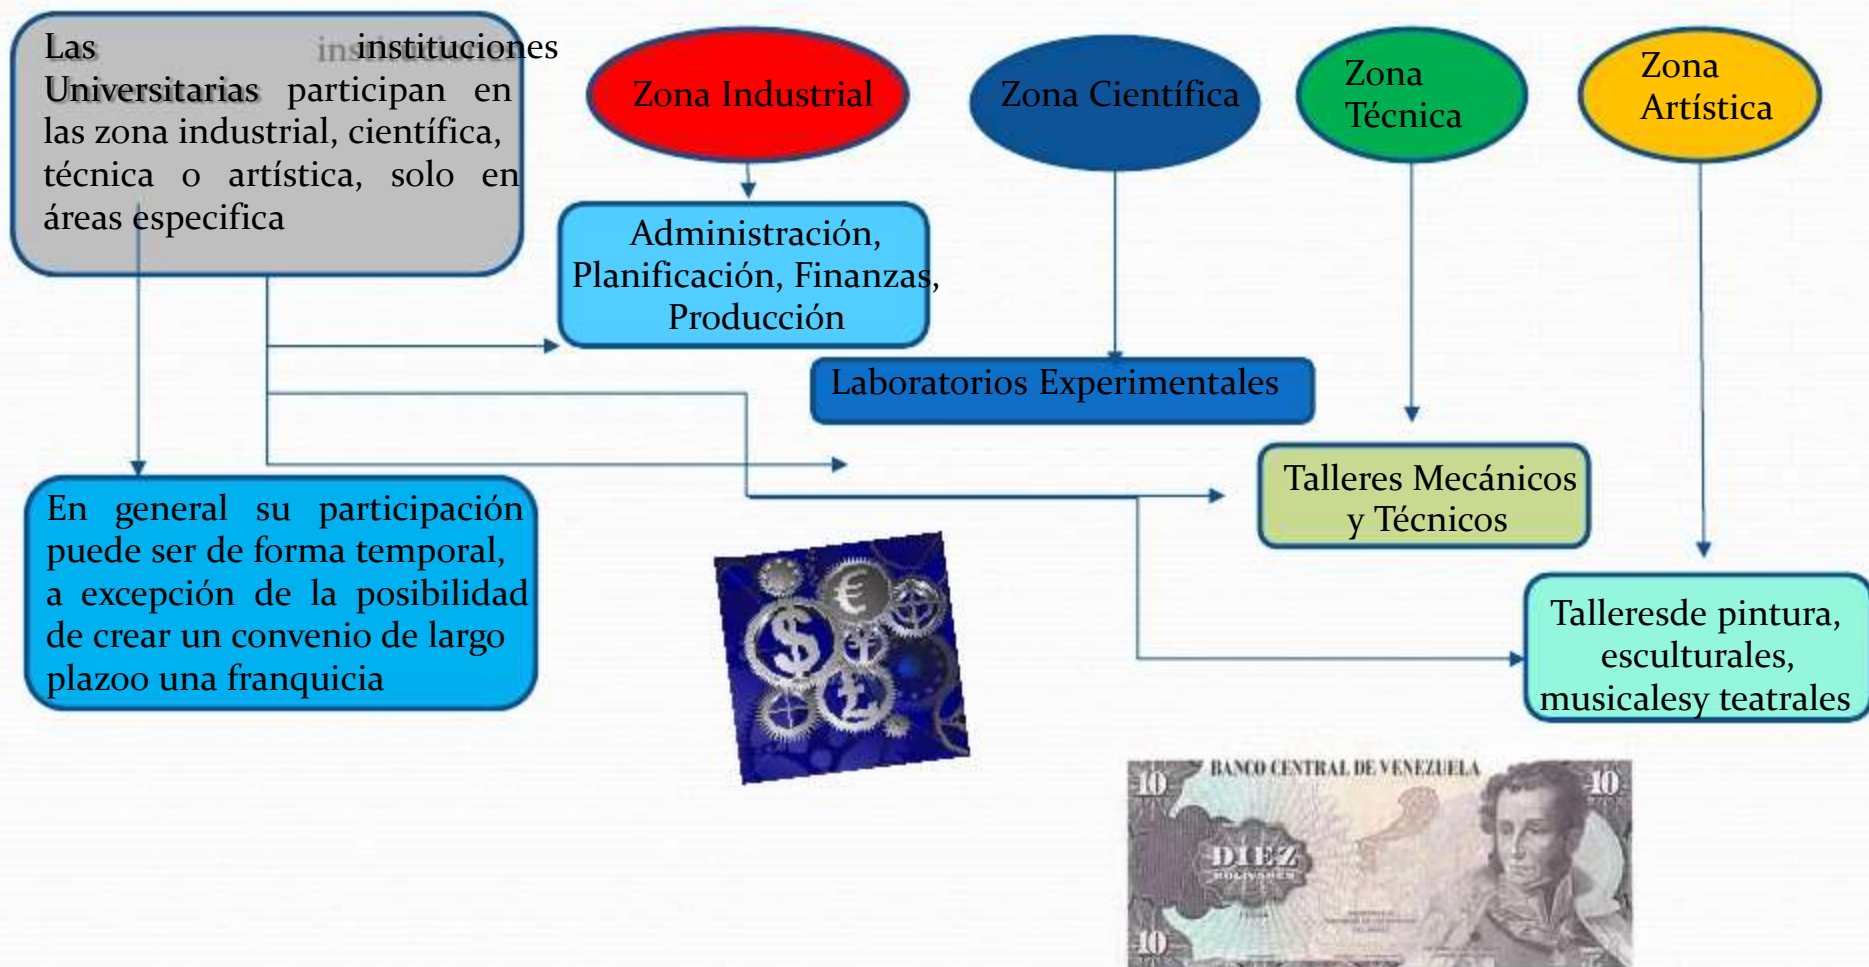 Las instituciones
Universitarias participan en
las zona industrial, científica,
técnica o artística, solo en
áreas especifica
Zona Industrial
Zona Científica
Zona
Técnica
Zona
Artística
Administración,
Planificación, Finanzas,
Producción
Laboratorios Experimentales
Talleres Mecánicos
y Técnicos
En general su participación
puede ser de forma temporal,
a excepción de la posibilidad
de crear un convenio de largo
plazoo una franquicia
Talleresde pintura,
esculturales,
musicalesy teatrales
€
$
¥
£
BANCO CENTRAL DE VENEZUELA
10
10
DIEZ
BOLIVARES
10